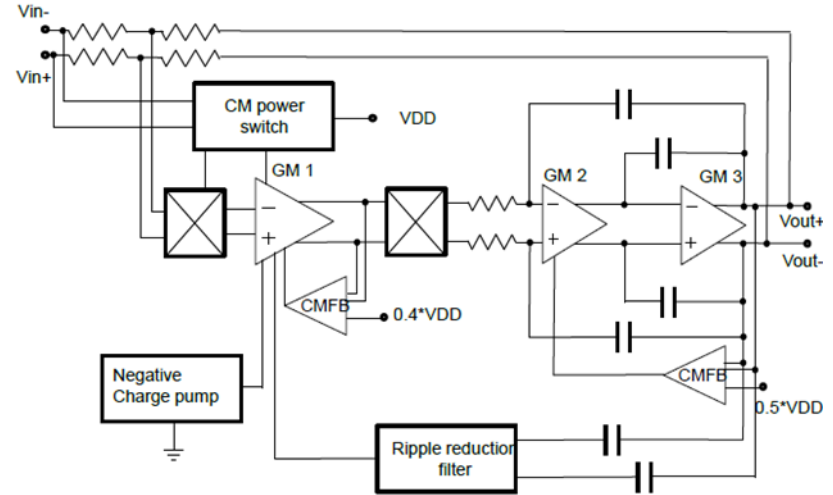 Vin-
Vin+
CM power
switch
VDD
GM 1
GM 2
GM 3
−
+
−
+
−
+
Vout+
Vout-
CMFB
0.4*VDD
CMFB
0.5*VDD
Negative
Charge pump
Ripple reduction
filter